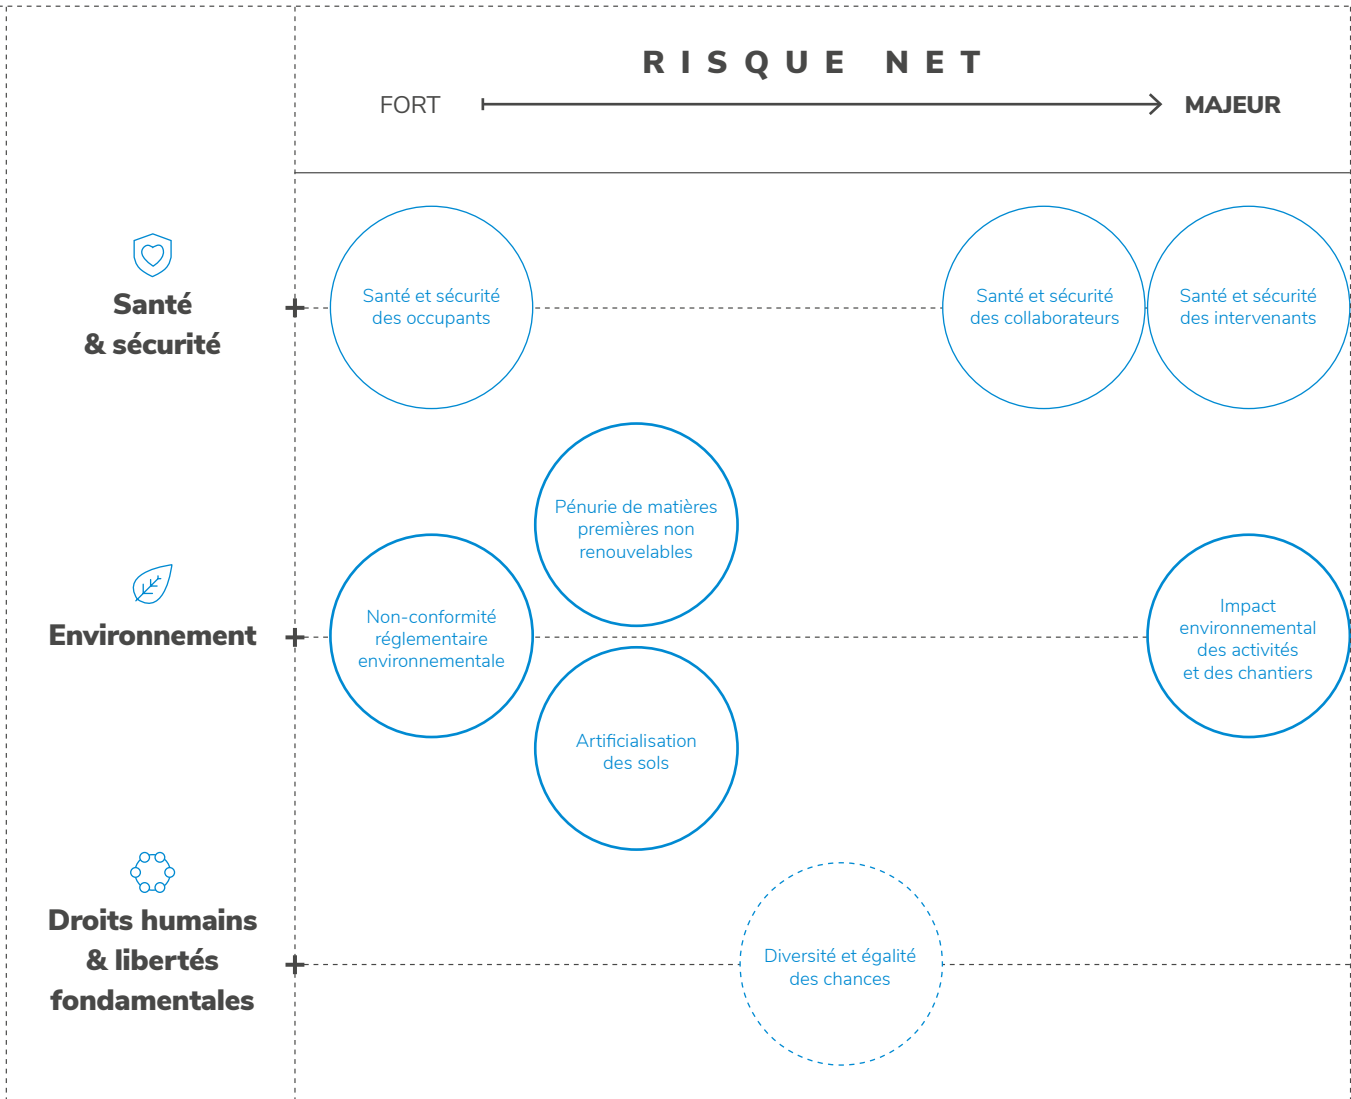 RISQUE NET
FORT
MAJEUR
Santé
& sécurité
Santé et sécurité
des occupants
Santé et sécurité
des collaborateurs
Santé et sécurité
des intervenants
Environnement
Non-conformité
réglementaire
environnementale
Pénurie de matières
premières non
renouvelables
Artificialisation
des sols
Impact
environnemental
des activités
et des chantiers
Droits humains
& libertés
fondamentales
Diversité et égalité
des chances